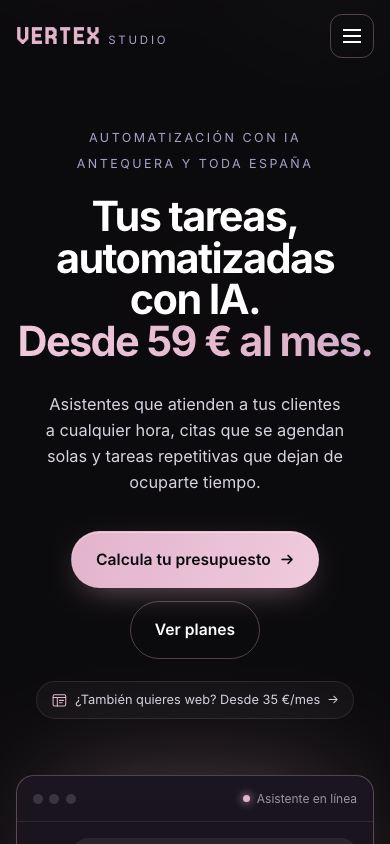 VERTEX STUDIO
AUTOMATIZACIÓN CON IA
ANTEQUERA Y TODA ESPAÑA
Tus tareas,
automatizadas
con IA.
Desde 59 € al mes.
Asistentes que atienden a tus clientes
a cualquier hora, citas que se agendan
solas y tareas repetitivas que dejan de
ocuparte tiempo.
Calcula tu presupuesto →
Ver planes
¿También quieres web? Desde 35 €/mes →
Asistente en línea